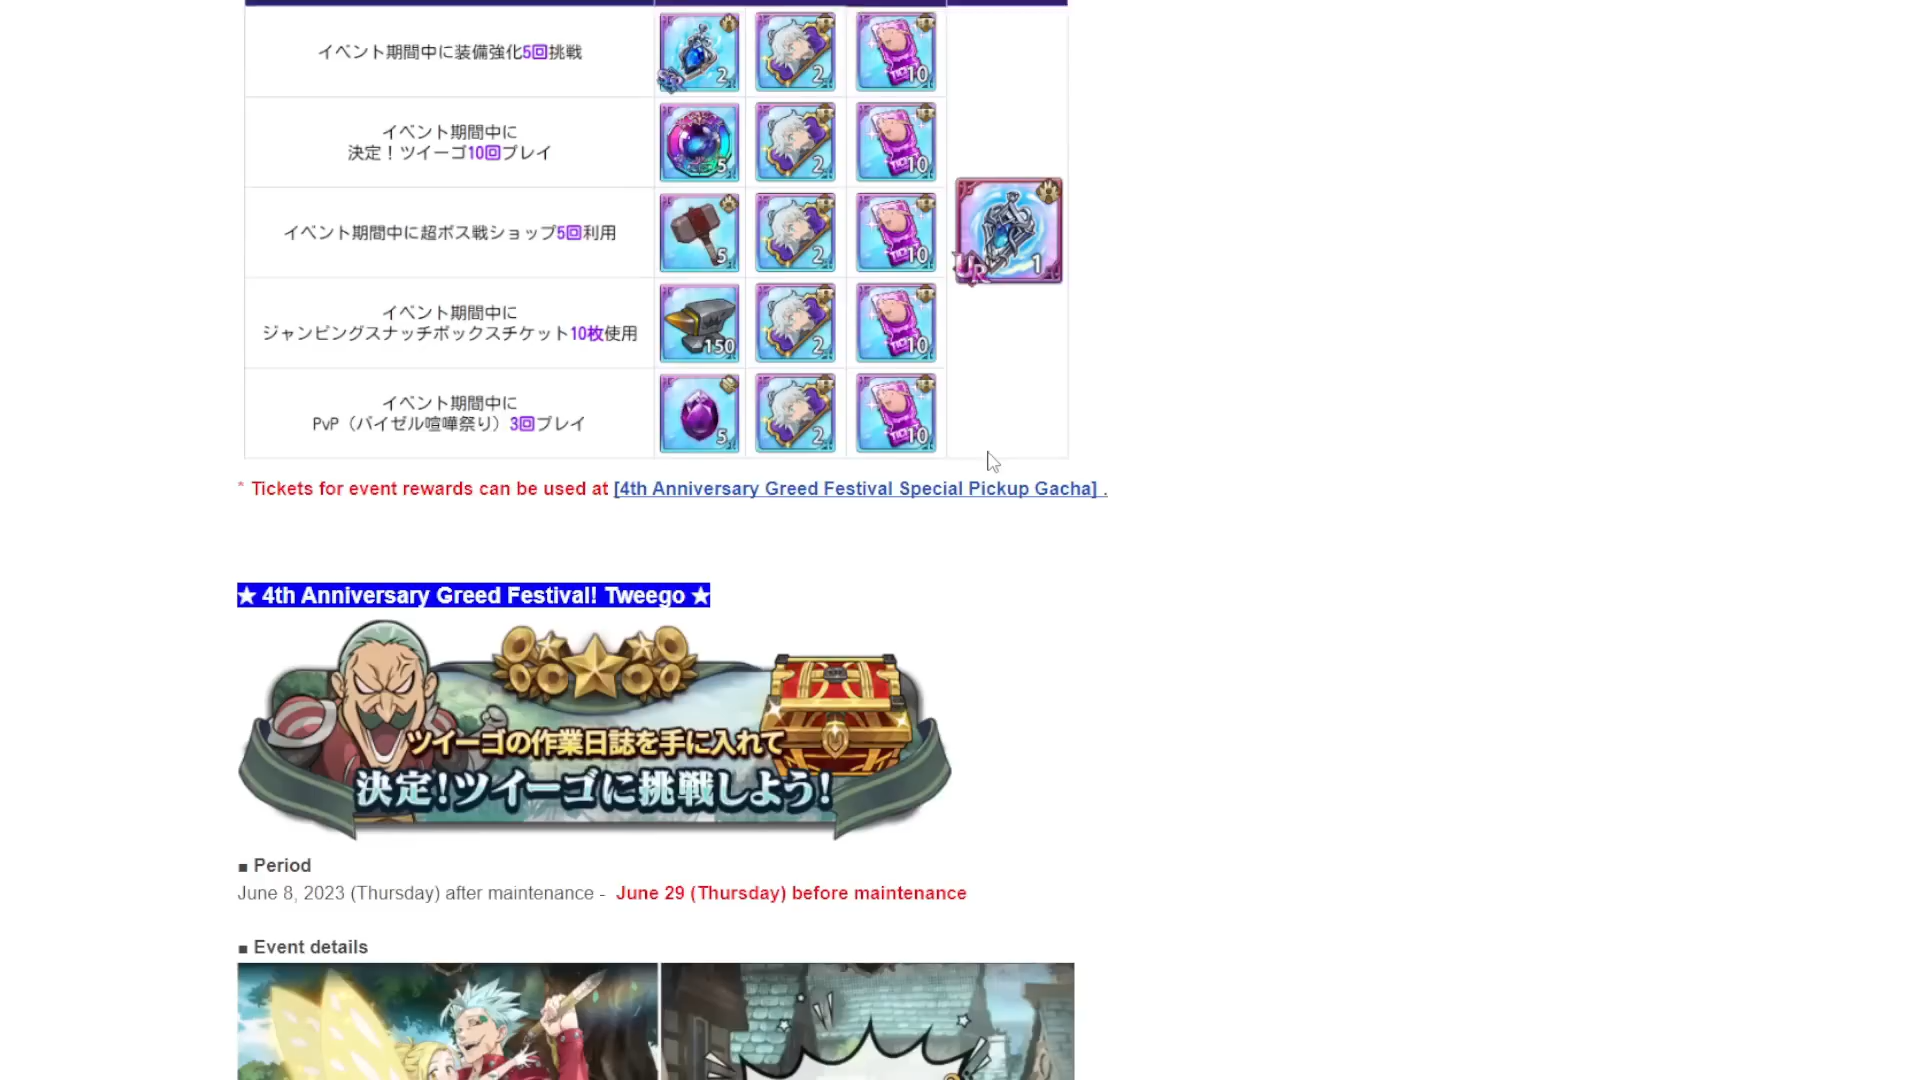 イベント期間中に装備強化5回挑戦
2
2
10
イベント期間中に
決定！ツイーゴ10回プレイ
5
2
10
イベント期間中に超ボス戦ショップ5回利用
5
2
10
UR
1
イベント期間中に
ジャンピングスナッチボックスチケット10枚使用
150
2
10
イベント期間中に
PvP（バイゼル喧嘩祭り）3回プレイ
5
2
10
* Tickets for event rewards can be used at [4th Anniversary Greed Festival Special Pickup Gacha] .
★ 4th Anniversary Greed Festival! Tweego ★
ツイーゴの作業日誌を手に入れて
決定！ツイーゴに挑戦しよう！
■ Period
June 8, 2023 (Thursday) after maintenance - June 29 (Thursday) before maintenance
■ Event details